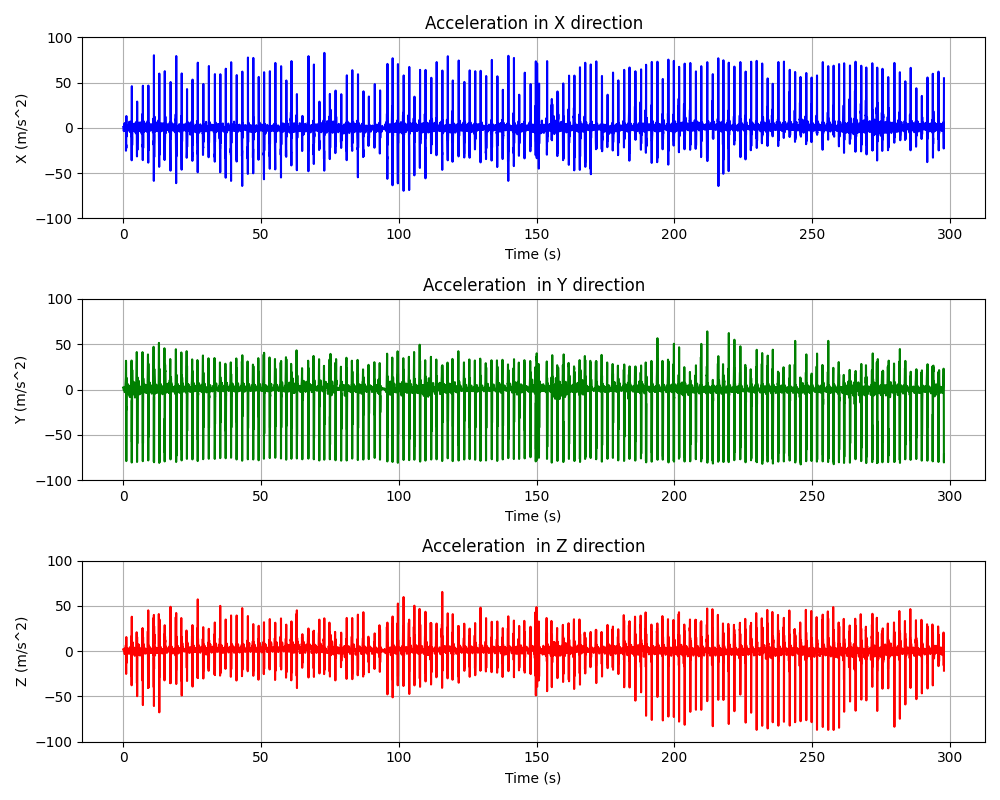 Acceleration in X direction
100
50
0
−50
−100
X (m/s^2)
0 50 100 150 200 250 300
Time (s)
Acceleration  in Y direction
100
50
0
−50
−100
Y (m/s^2)
0 50 100 150 200 250 300
Time (s)
Acceleration  in Z direction
100
50
0
−50
−100
Z (m/s^2)
0 50 100 150 200 250 300
Time (s)